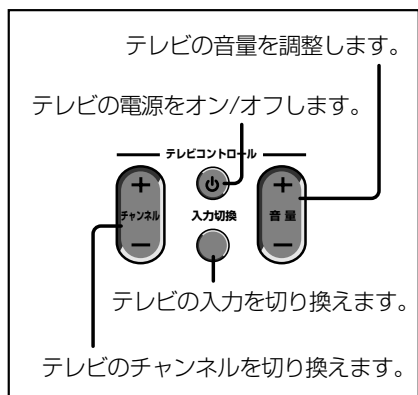 テレビの音量を調整します。
テレビの電源をオン/オフします。
テレビコントロール
+
+
チャンネル
入力切換
音量
−
−
テレビの入力を切り換えます。
テレビのチャンネルを切り換えます。